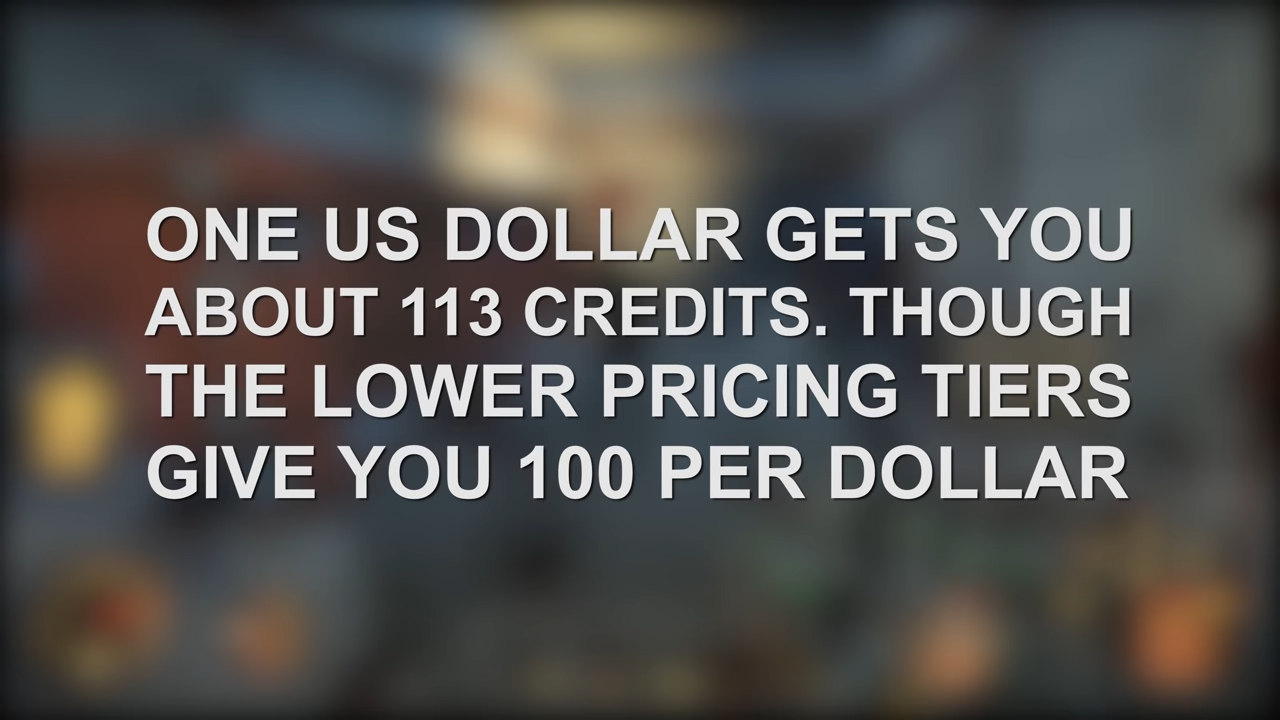 ONE US DOLLAR GETS YOU
ABOUT 113 CREDITS. THOUGH
THE LOWER PRICING TIERS
GIVE YOU 100 PER DOLLAR